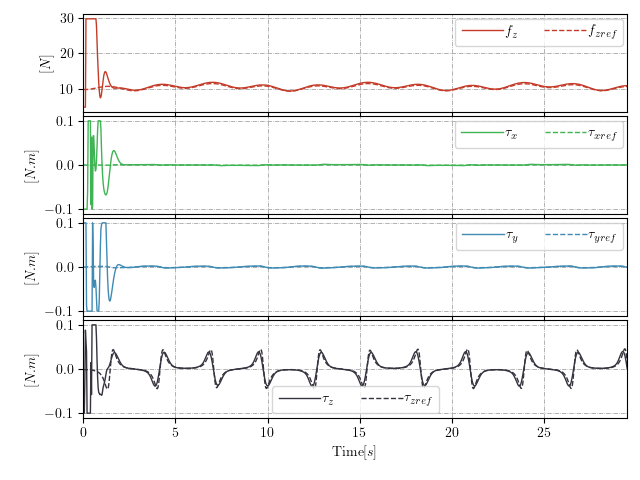 30
20
10
[N]
f_z f_zref
0.1
0.0
−0.1
[N.m]
τ_x τ_xref
0.1
0.0
−0.1
[N.m]
τ_y τ_yref
0.1
0.0
−0.1
[N.m]
τ_z τ_zref
0 5 10 15 20 25
Time[s]